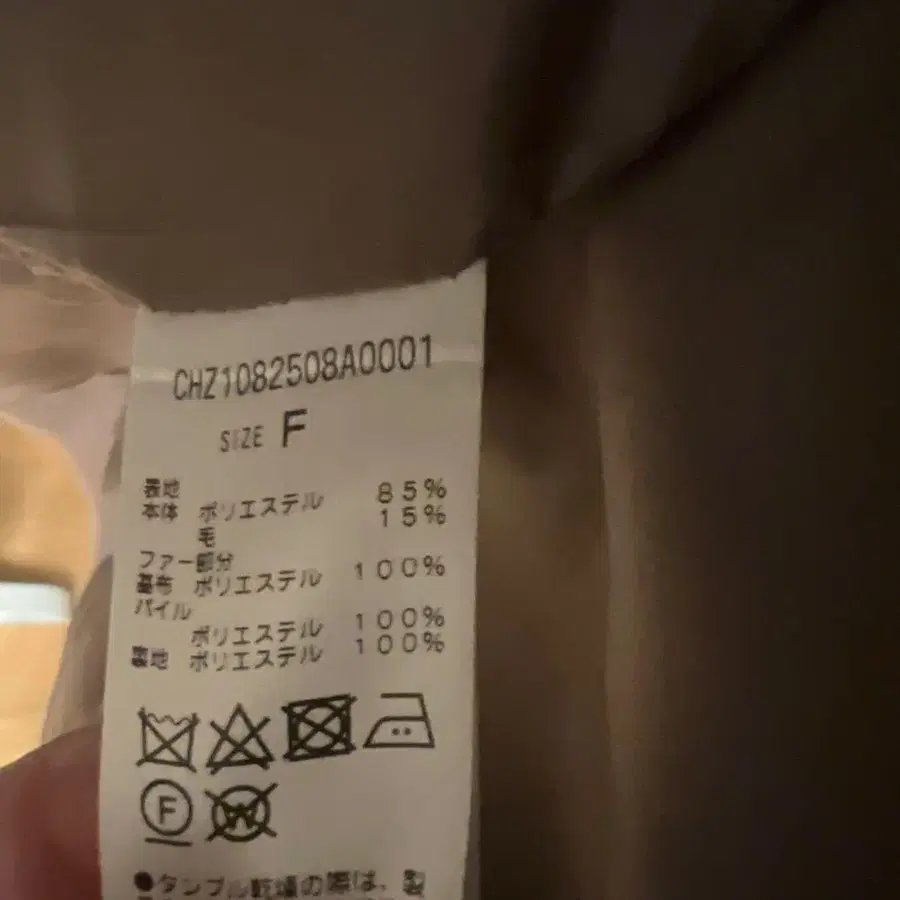 CHZ1082508A0001
SIZE F
表地
本体 ポリエステル 85%
毛 15%
ファー部分
基布 ポリエステル 100%
パイル
ポリエステル 100%
裏地 ポリエステル 100%
F
W
●タンブル乾燥の際は、製